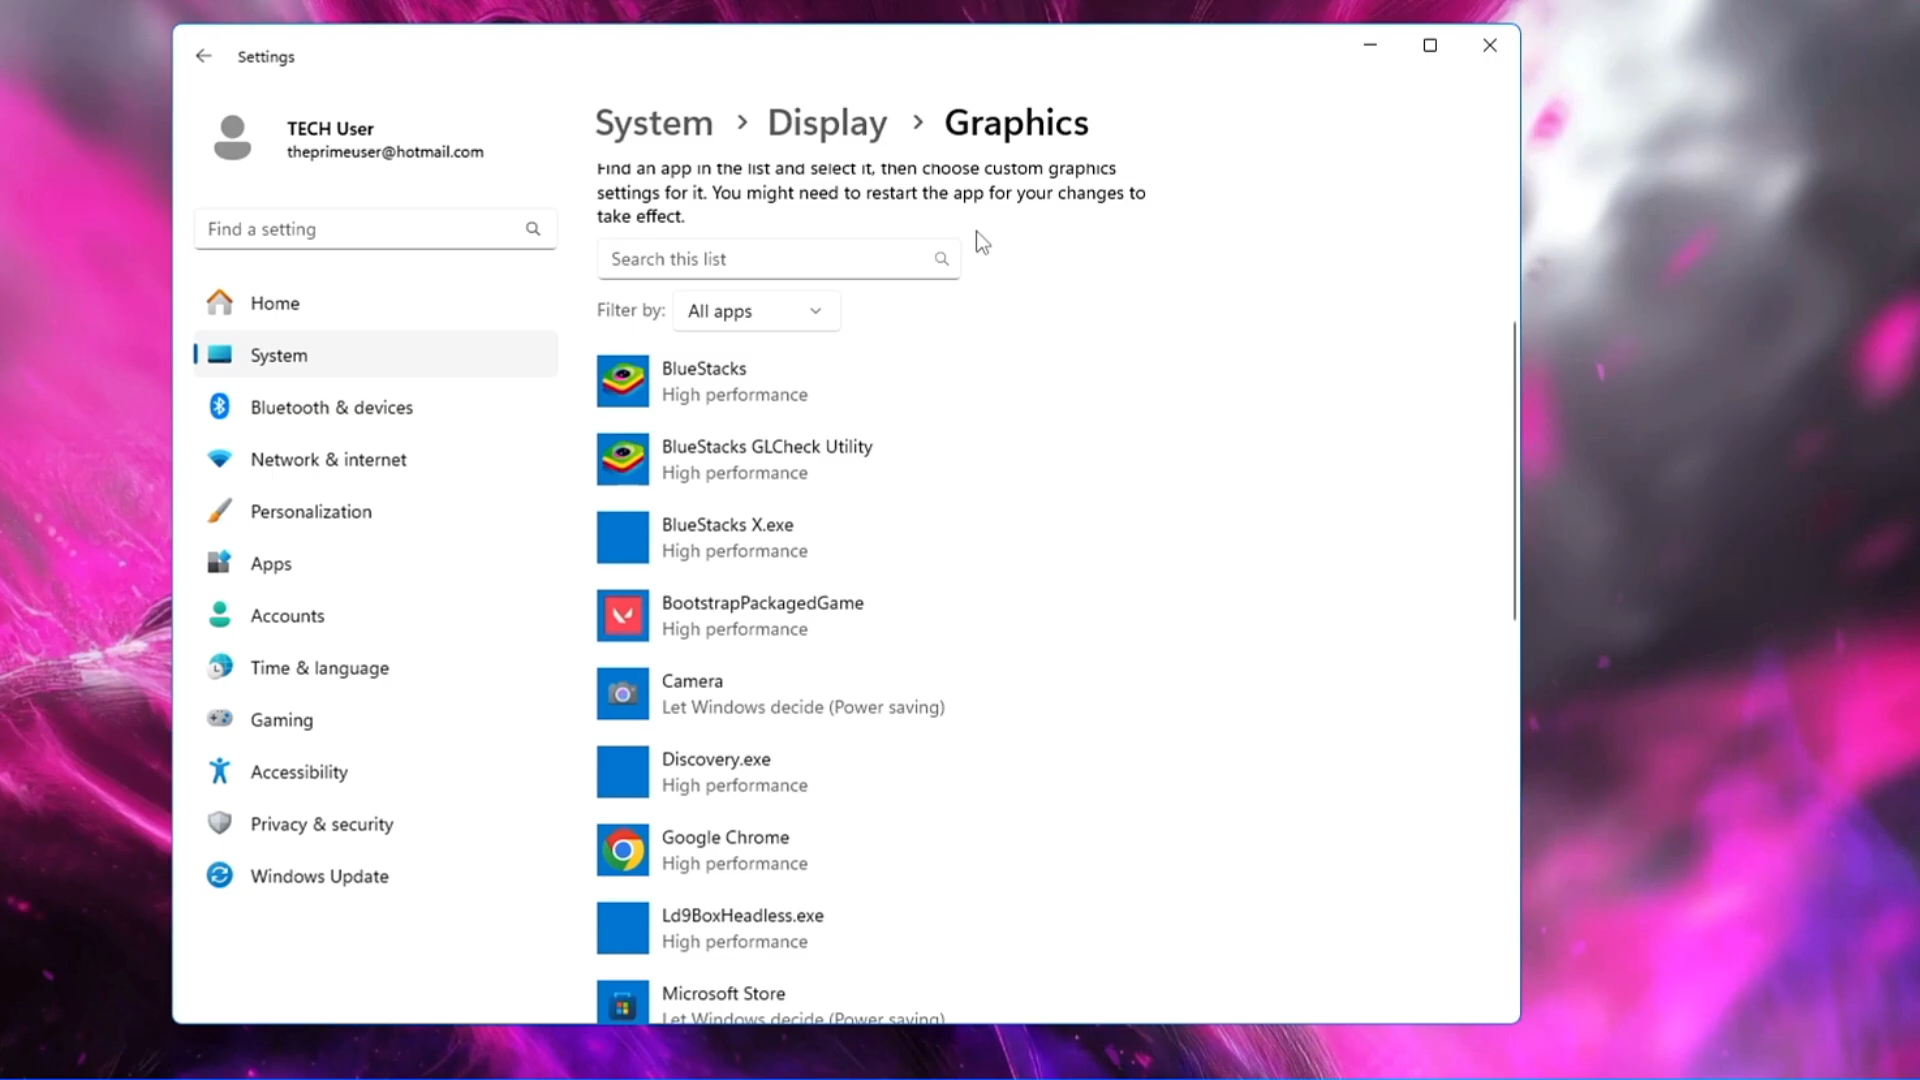 Settings
TECH User
theprimeuser@hotmail.com
Find a setting
Home
System
Bluetooth & devices
Network & internet
Personalization
Apps
Accounts
Time & language
Gaming
Accessibility
Privacy & security
Windows Update
System > Display > Graphics
Find an app in the list and select it, then choose custom graphics
settings for it. You might need to restart the app for your changes to
take effect.
Search this list
Filter by: All apps
BlueStacks
High performance
BlueStacks GLCheck Utility
High performance
BlueStacks X.exe
High performance
BootstrapPackagedGame
High performance
Camera
Let Windows decide (Power saving)
Discovery.exe
High performance
Google Chrome
High performance
Ld9BoxHeadless.exe
High performance
Microsoft Store
Let Windows decide (Power saving)